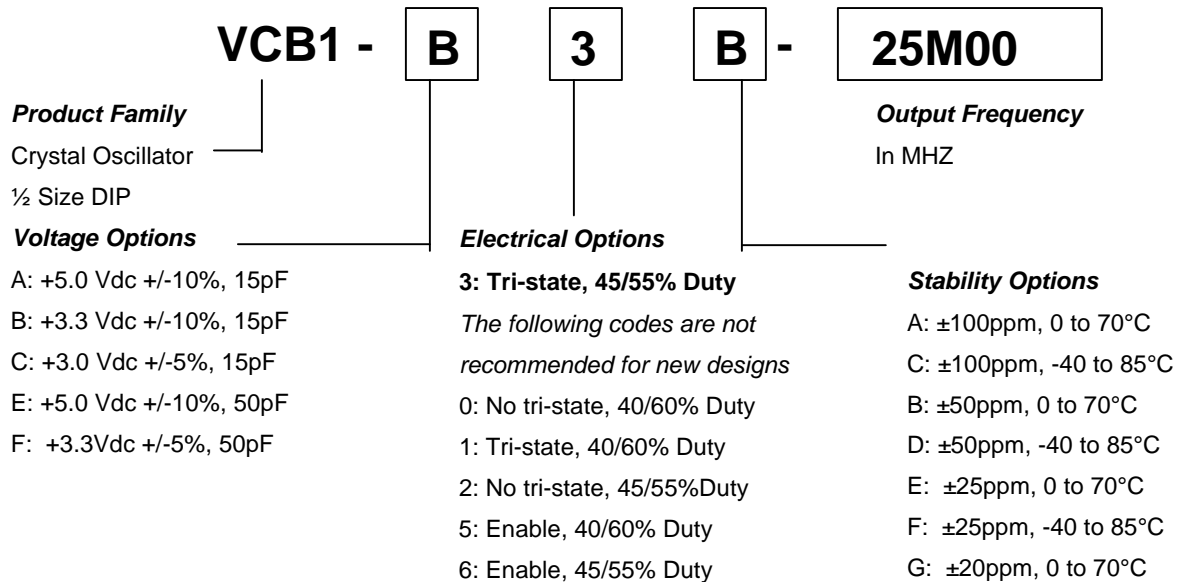 VCB1 - B 3 B - 25M00
Product Family
Crystal Oscillator
½ Size DIP
Output Frequency
In MHZ
Voltage Options
A: +5.0 Vdc +/-10%, 15pF
B: +3.3 Vdc +/-10%, 15pF
C: +3.0 Vdc +/-5%, 15pF
E: +5.0 Vdc +/-10%, 50pF
F: +3.3Vdc +/-5%, 50pF
Electrical Options
3: Tri-state, 45/55% Duty
The following codes are not
recommended for new designs
0: No tri-state, 40/60% Duty
1: Tri-state, 40/60% Duty
2: No tri-state, 45/55%Duty
5: Enable, 40/60% Duty
6: Enable, 45/55% Duty
Stability Options
A: ±100ppm, 0 to 70°C
C: ±100ppm, -40 to 85°C
B: ±50ppm, 0 to 70°C
D: ±50ppm, -40 to 85°C
E: ±25ppm, 0 to 70°C
F: ±25ppm, -40 to 85°C
G: ±20ppm, 0 to 70°C